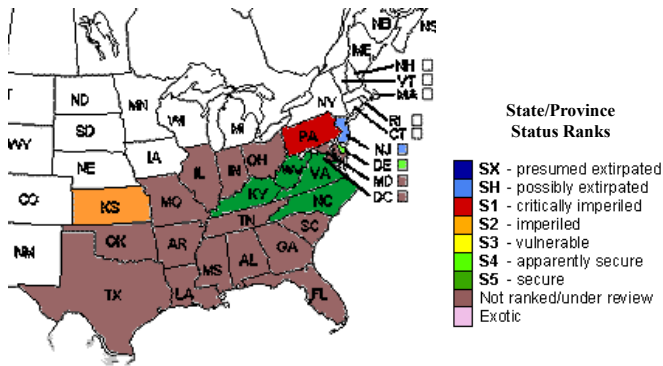 NB
NS
ME
NH
VT
MA
ND
MN
SD
WI
MI
NY
WY
RI
CT
NE
IA
PA
NJ
DE
MD
DC
CO
KS
MO
IL
IN
OH
WV
VA
KY
NC
TN
NM
OK
AR
SC
MS
AL
GA
TX
LA
FL
State/Province
Status Ranks
SX - presumed extirpated
SH - possibly extirpated
S1 - critically imperiled
S2 - imperiled
S3 - vulnerable
S4 - apparently secure
S5 - secure
Not ranked/under review
Exotic